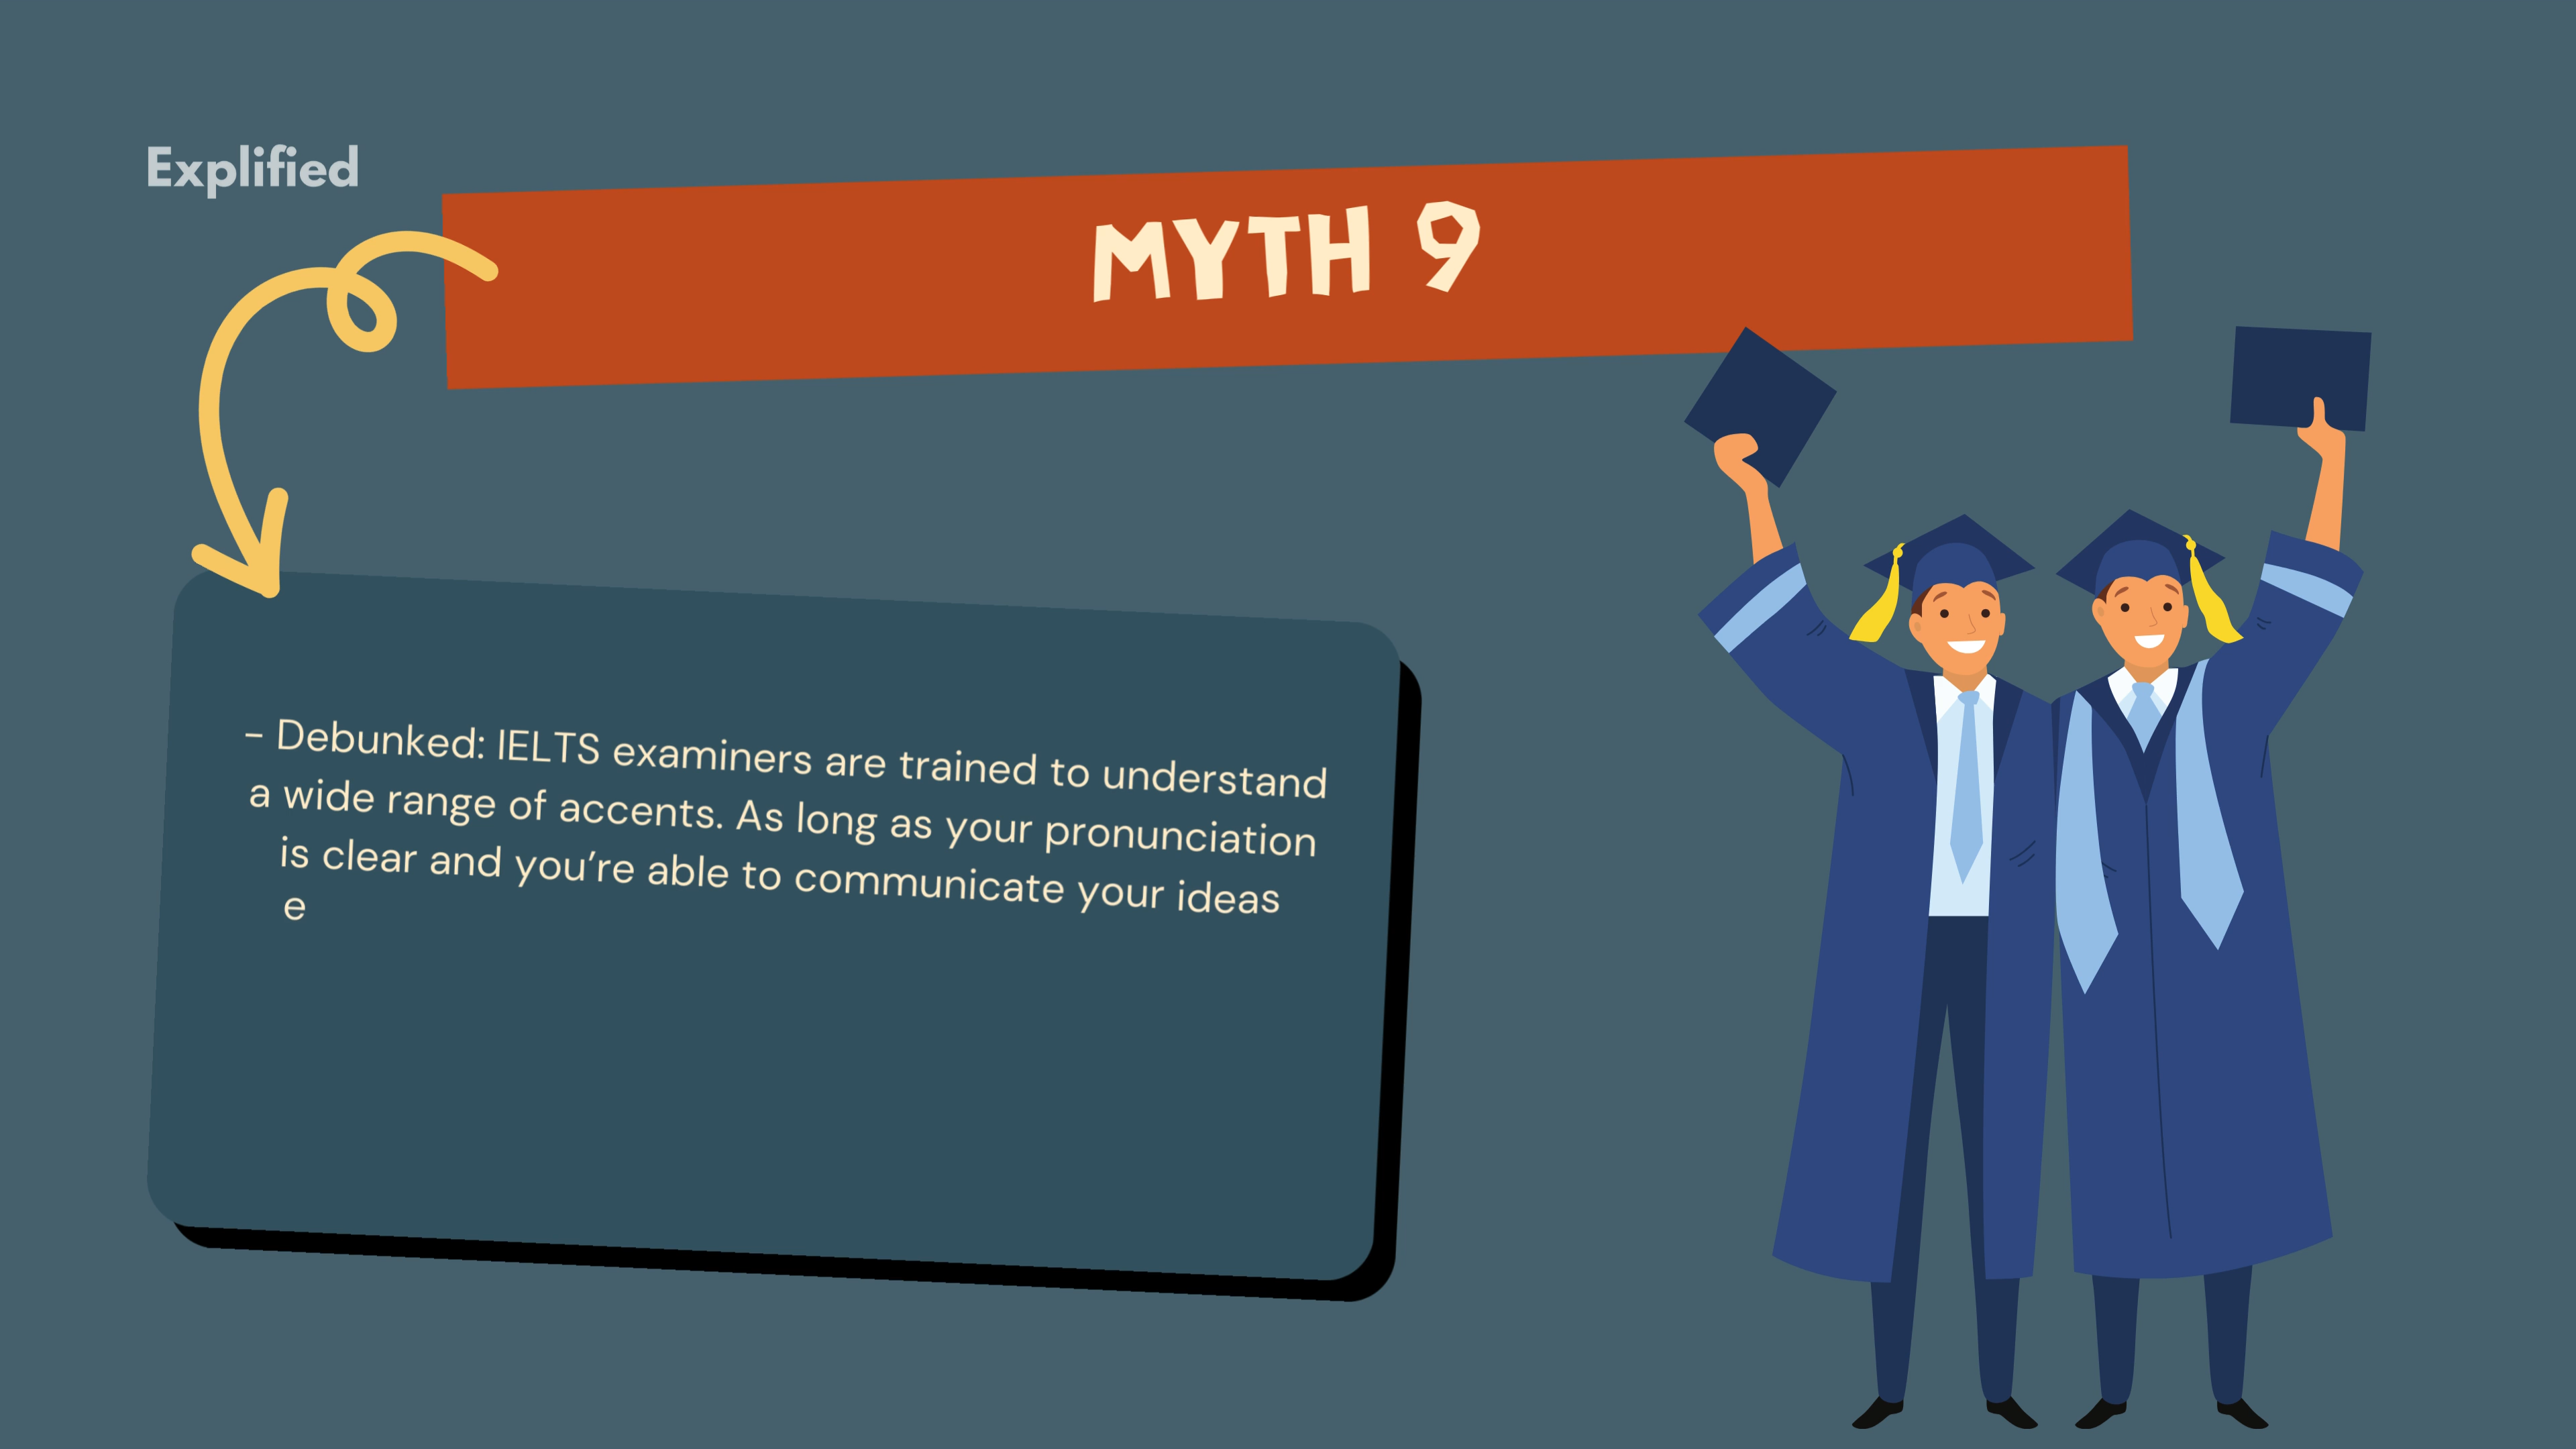 Explified
MYTH 9
- Debunked: IELTS examiners are trained to understand
a wide range of accents. As long as your pronunciation
is clear and you’re able to communicate your ideas
e